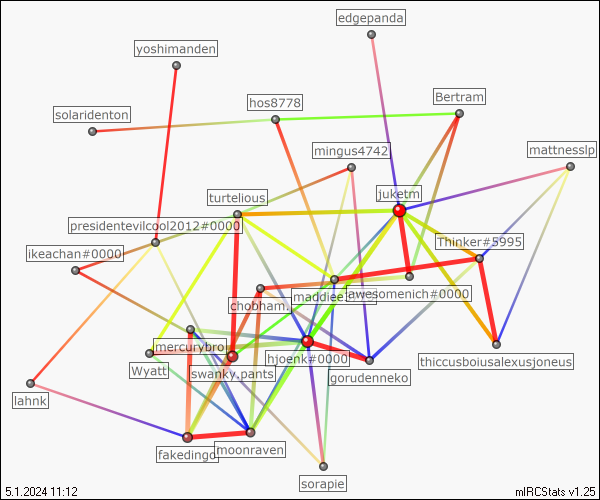 edgepanda
yoshimanden
hos8778
Bertram
solaridenton
mingus4742
mattnesslp
turtelious
juketm
presidentevilcool2012#0000
Thinker#5995
ikeachan#0000
chobham.
awesomenich#0000
mercurybro
hjoenk#0000
Wyatt
swanky.pants
gorudenneko
thiccusboiusalexusjoneus
lahnk
fakedingo
moonraven
sorapie
5.1.2024 11:12
mIRCStats v1.25